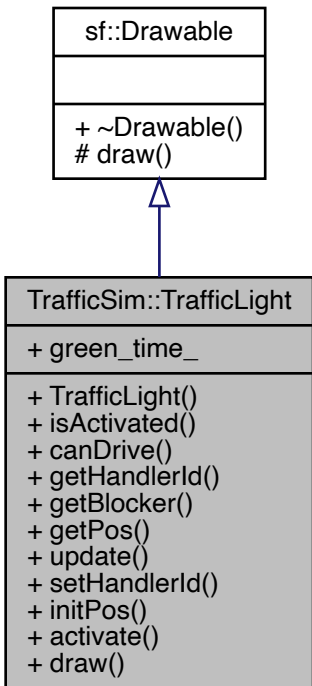 sf::Drawable
+ ~Drawable()
# draw()
TrafficSim::TrafficLight
+ green_time_
+ TrafficLight()
+ isActivated()
+ canDrive()
+ getHandlerId()
+ getBlocker()
+ getPos()
+ update()
+ setHandlerId()
+ initPos()
+ activate()
+ draw()